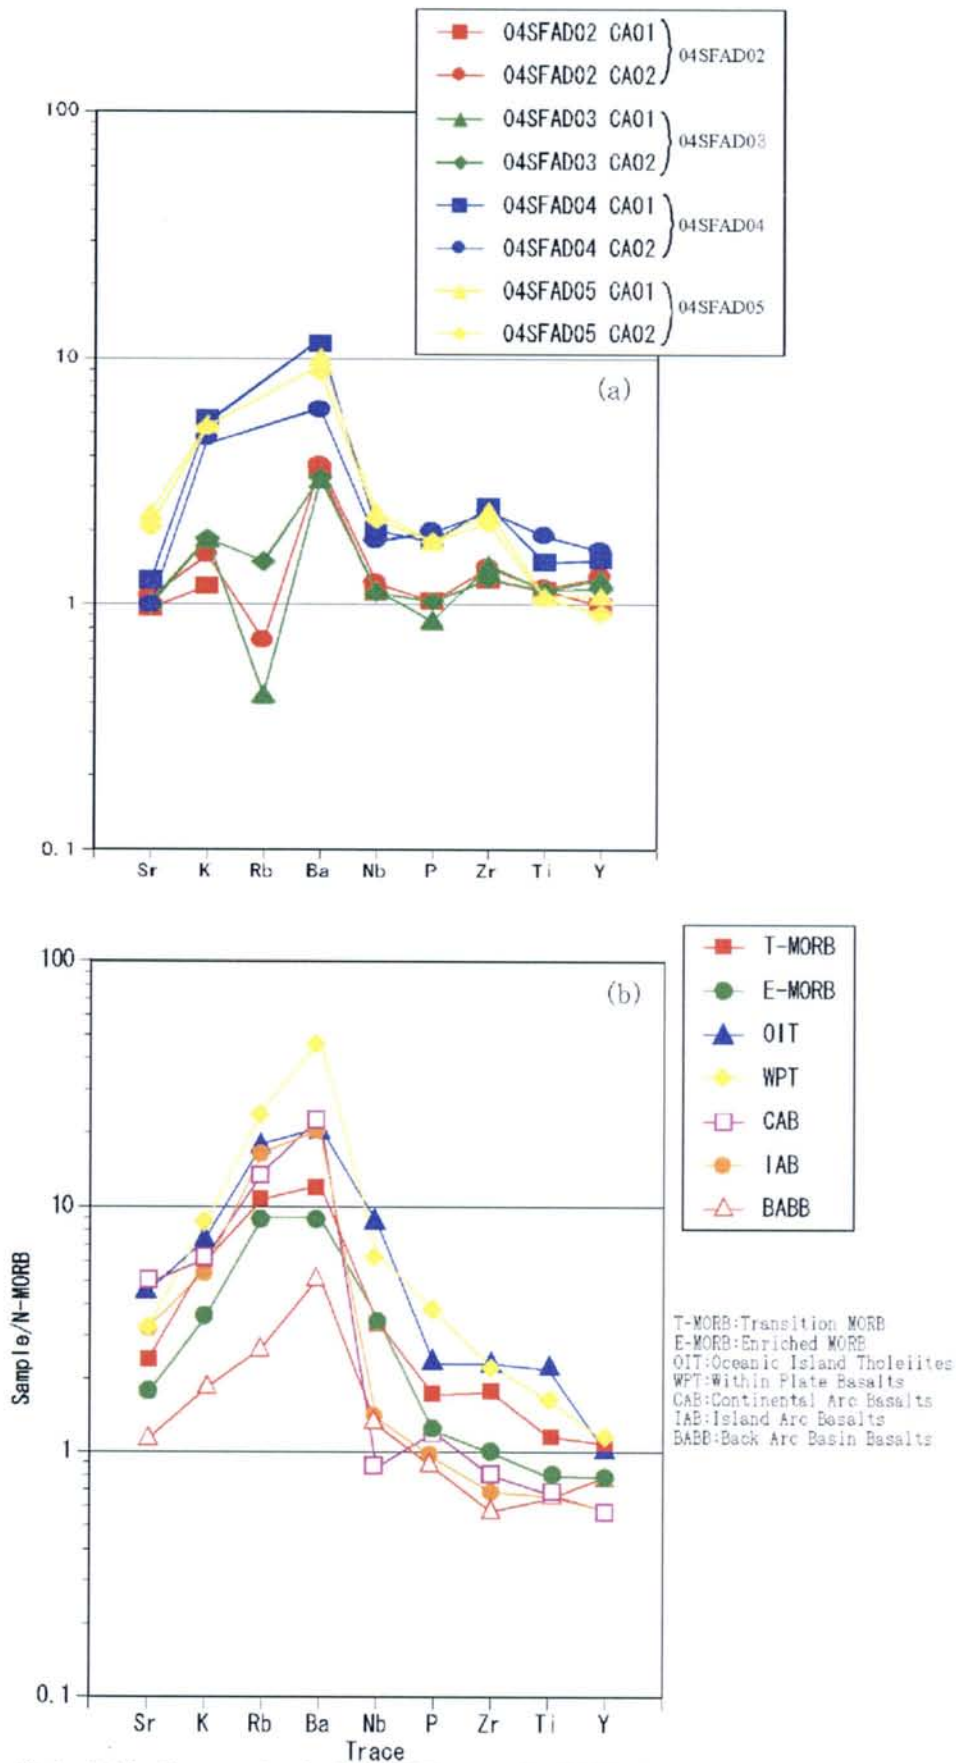 04SFAD02 CA01
04SFAD02 CA02
04SFAD02
04SFAD03 CA01
04SFAD03 CA02
04SFAD03
04SFAD04 CA01
04SFAD04 CA02
04SFAD04
04SFAD05 CA01
04SFAD05 CA02
04SFAD05
100
10
1
0.1
(a)
Sr K Rb Ba Nb P Zr Ti Y
100
10
1
0.1
(b)
Sample/N-MORB
Sr K Rb Ba Nb P Zr Ti Y
Trace
T-MORB
E-MORB
OIT
WPT
CAB
IAB
BABB
T-MORB:Transition MORB
E-MORB:Enriched MORB
OIT:Oceanic Island Tholeiites
WPT:Within Plate Basalts
CAB:Continental Arc Basalts
IAB:Island Arc Basalts
BABB:Back Arc Basin Basalts